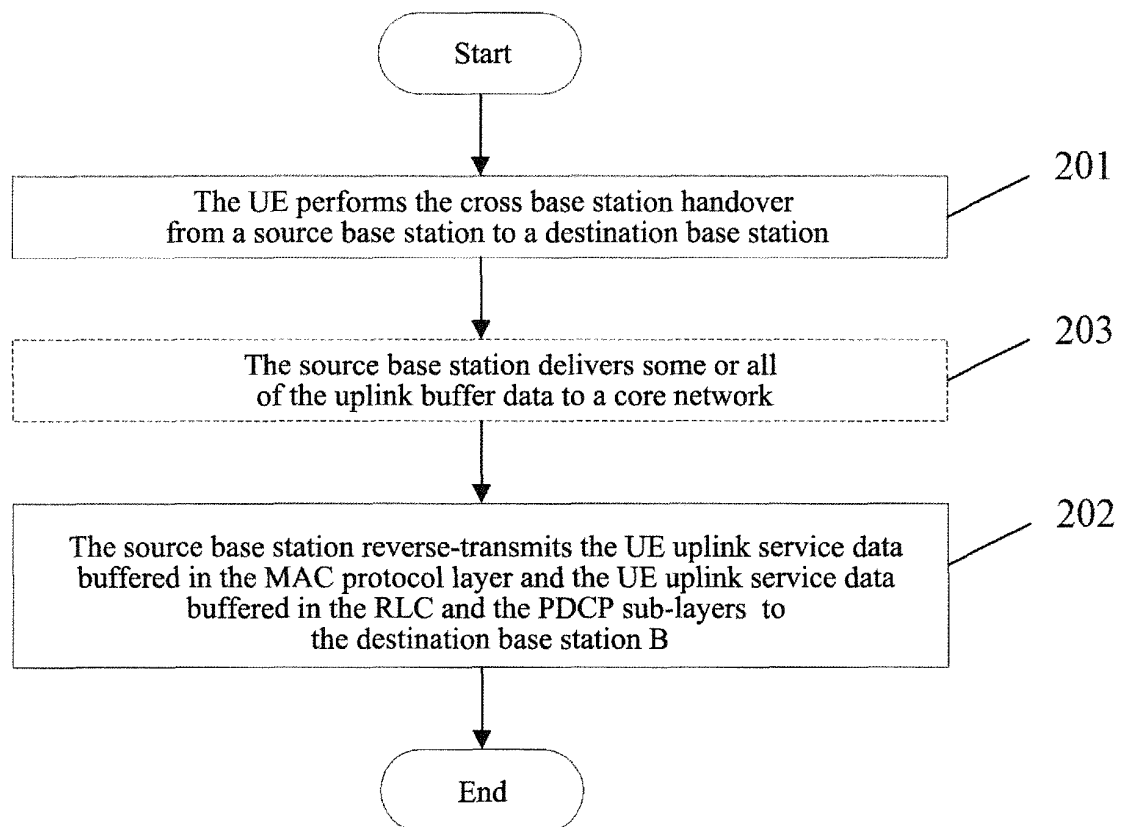 Start
201
The UE performs the cross base station handover
from a source base station to a destination base station
203
The source base station delivers some or all
of the uplink buffer data to a core network
202
The source base station reverse-transmits the UE uplink service data
buffered in the MAC protocol layer and the UE uplink service data
buffered in the RLC and the PDCP sub-layers to
the destination base station B
End